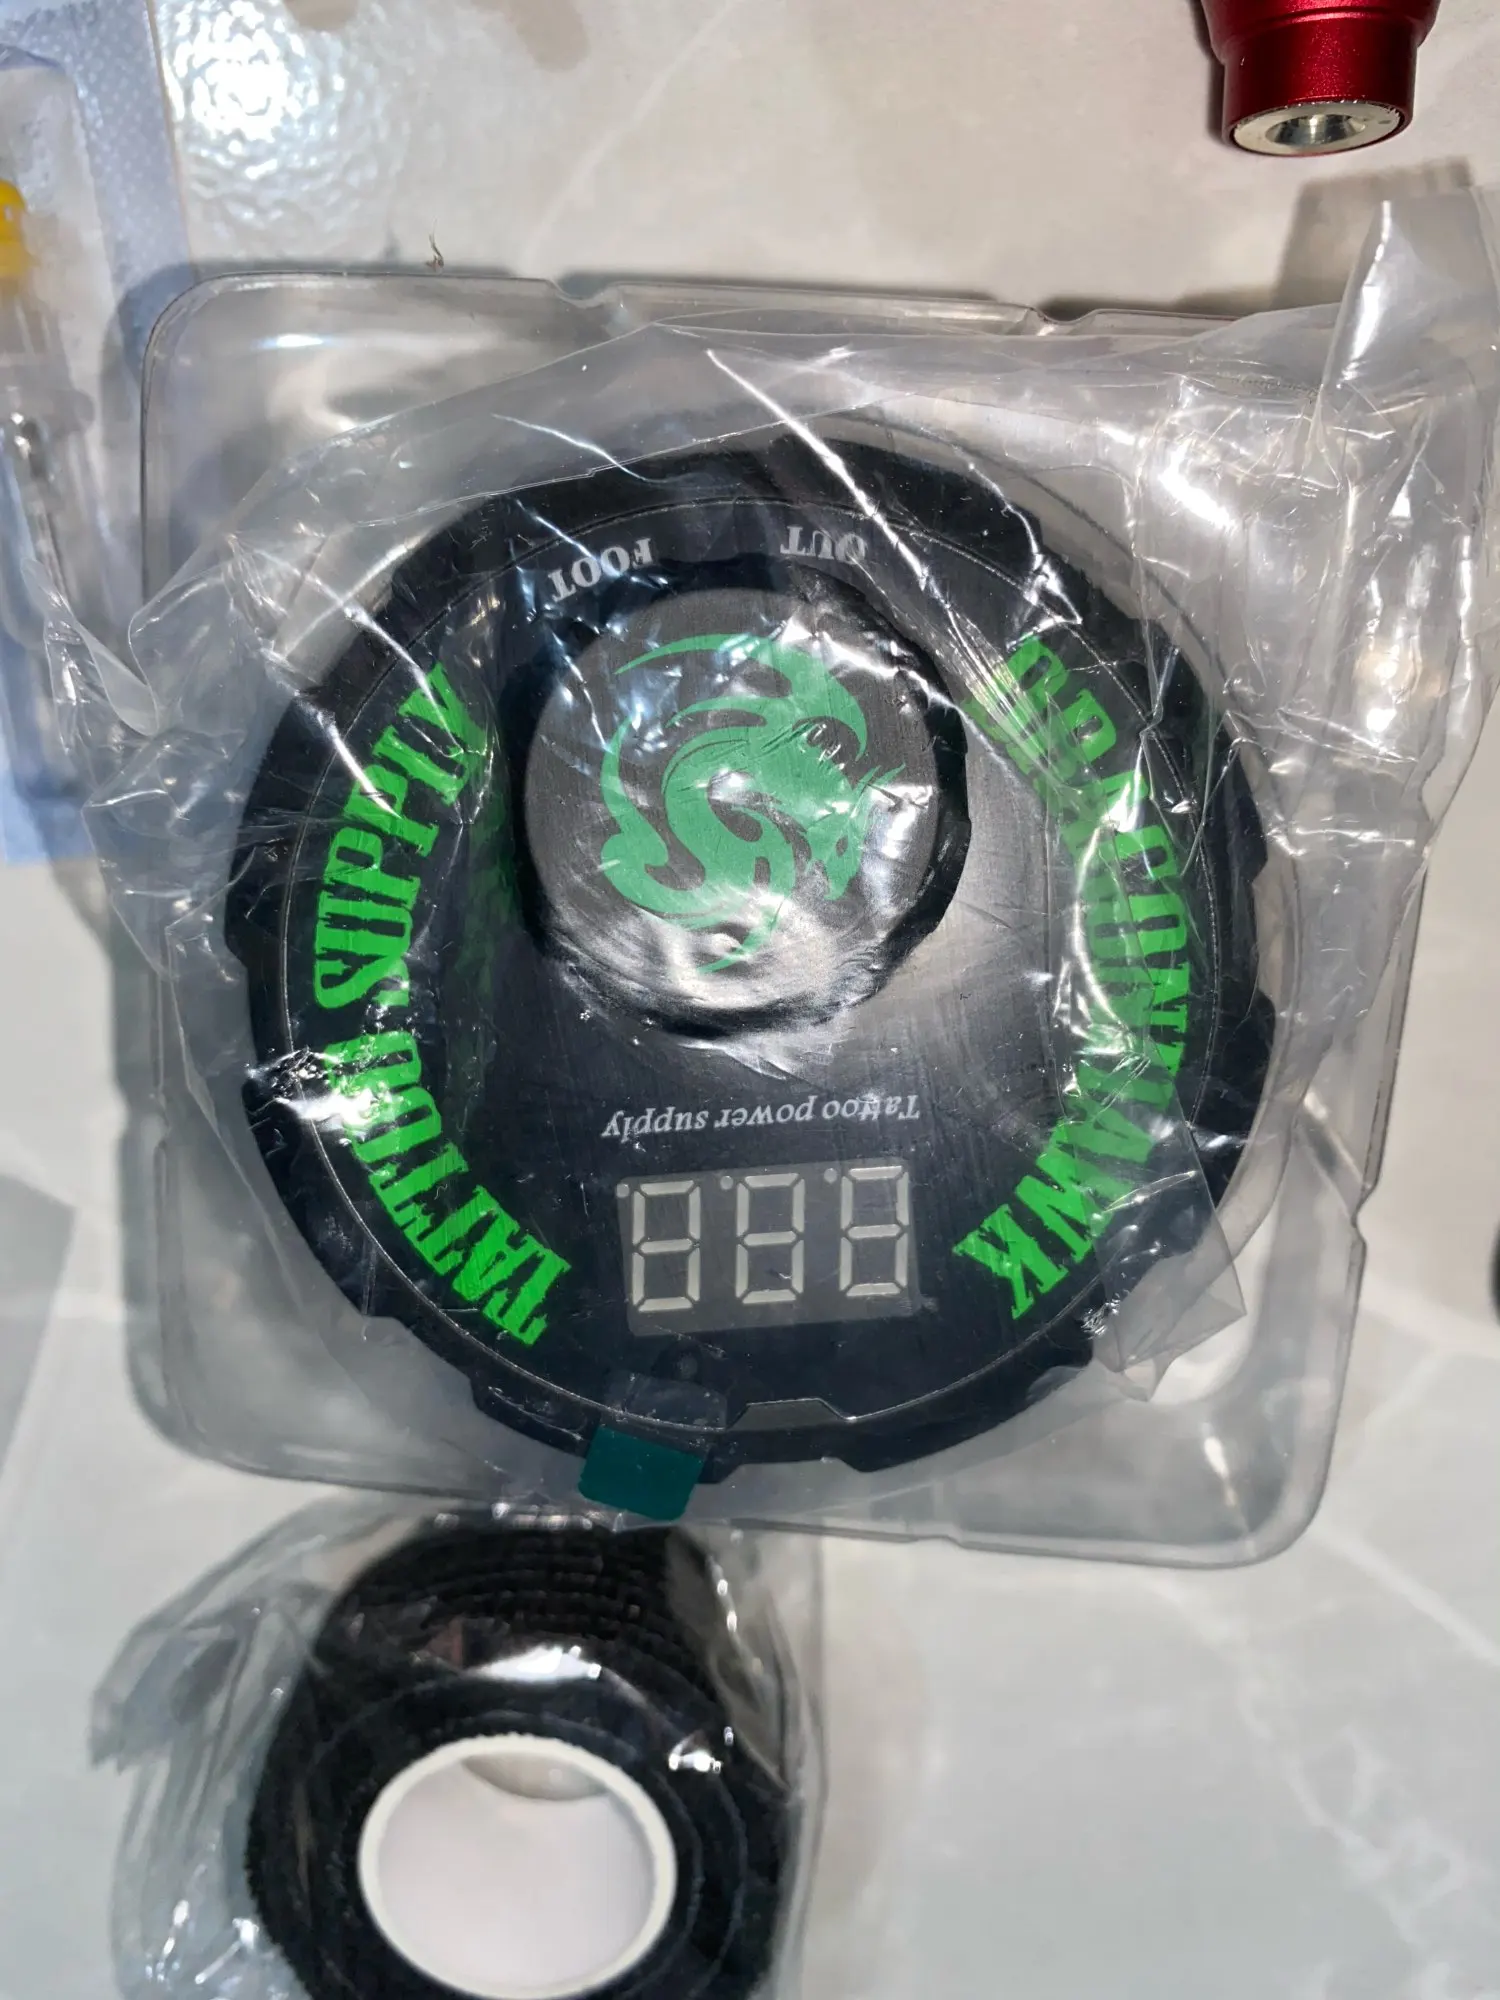 Tattoo power supply
DRAGONHAWK
TATTOO SUPPLY
OUT
FOOT